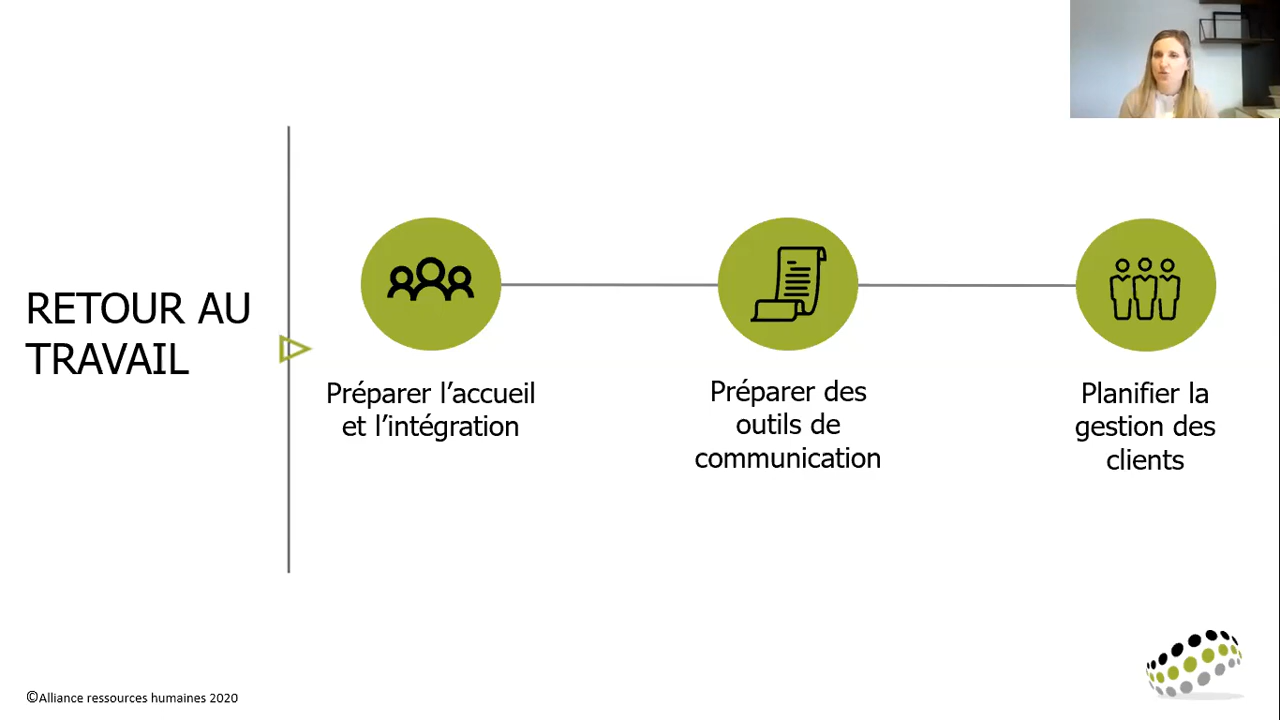 RETOUR AU
TRAVAIL
Préparer l’accueil
et l’intégration
Préparer des
outils de
communication
Planifier la
gestion des
clients
©Alliance ressources humaines 2020